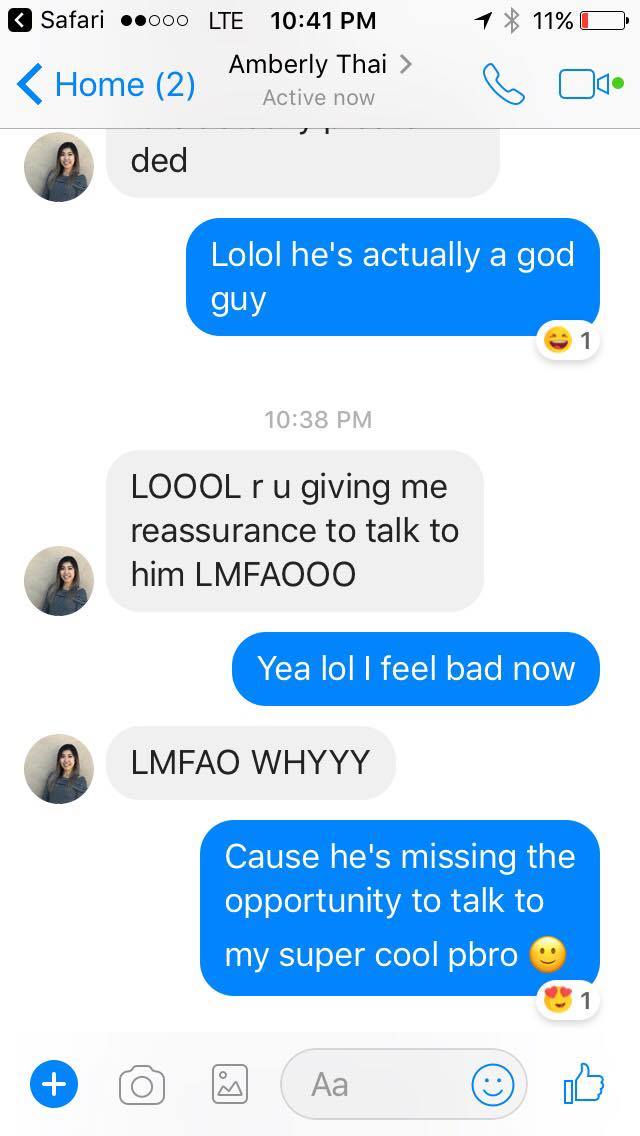 Safari LTE 10:41 PM 11%
Home (2) Amberly Thai
Active now
ded
Lolol he's actually a god
guy
1
10:38 PM
LOOOL r u giving me
reassurance to talk to
him LMFAOOO
Yea lol I feel bad now
LMFAO WHYYY
Cause he's missing the
opportunity to talk to
my super cool pbro 🙂
1
Aa